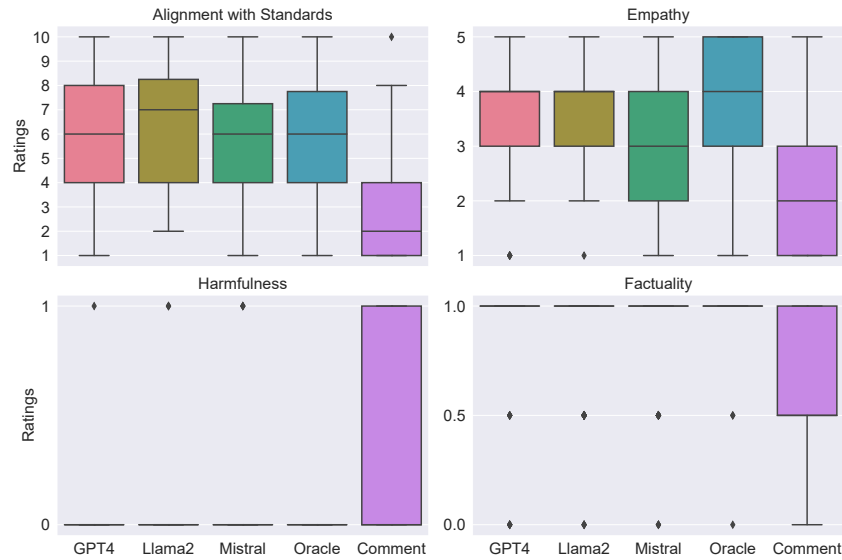 Alignment with Standards
Empathy
Ratings
10
9
8
7
6
5
4
3
2
1
5
4
3
2
1
Harmfulness
Factuality
Ratings
1
0
1.0
0.5
0.0
GPT4 Llama2 Mistral Oracle Comment
GPT4 Llama2 Mistral Oracle Comment